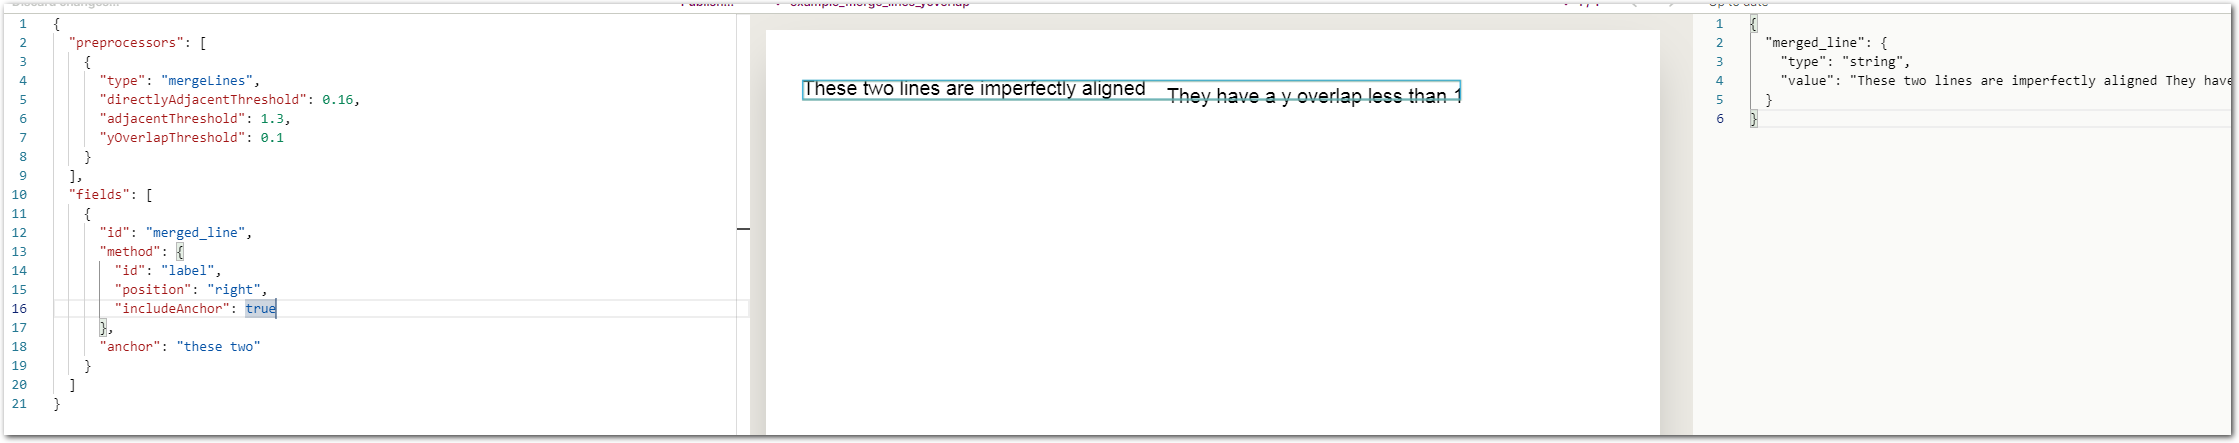 Publish...
example_merge_lines_yoverlap
1 {
2 "preprocessors": [
3 {
4 "type": "mergeLines",
5 "directlyAdjacentThreshold": 0.16,
6 "adjacentThreshold": 1.3,
7 "yOverlapThreshold": 0.1
8 }
9 ],
10 "fields": [
11 {
12 "id": "merged_line",
13 "method": {
14 "id": "label",
15 "position": "right",
16 "includeAnchor": true
17 },
18 "anchor": "these two"
19 }
20 ]
21 }
These two lines are imperfectly aligned They have a y overlap less than 1
1 {
2 "merged_line": {
3 "type": "string",
4 "value": "These two lines are imperfectly aligned They have
5 }
6 }